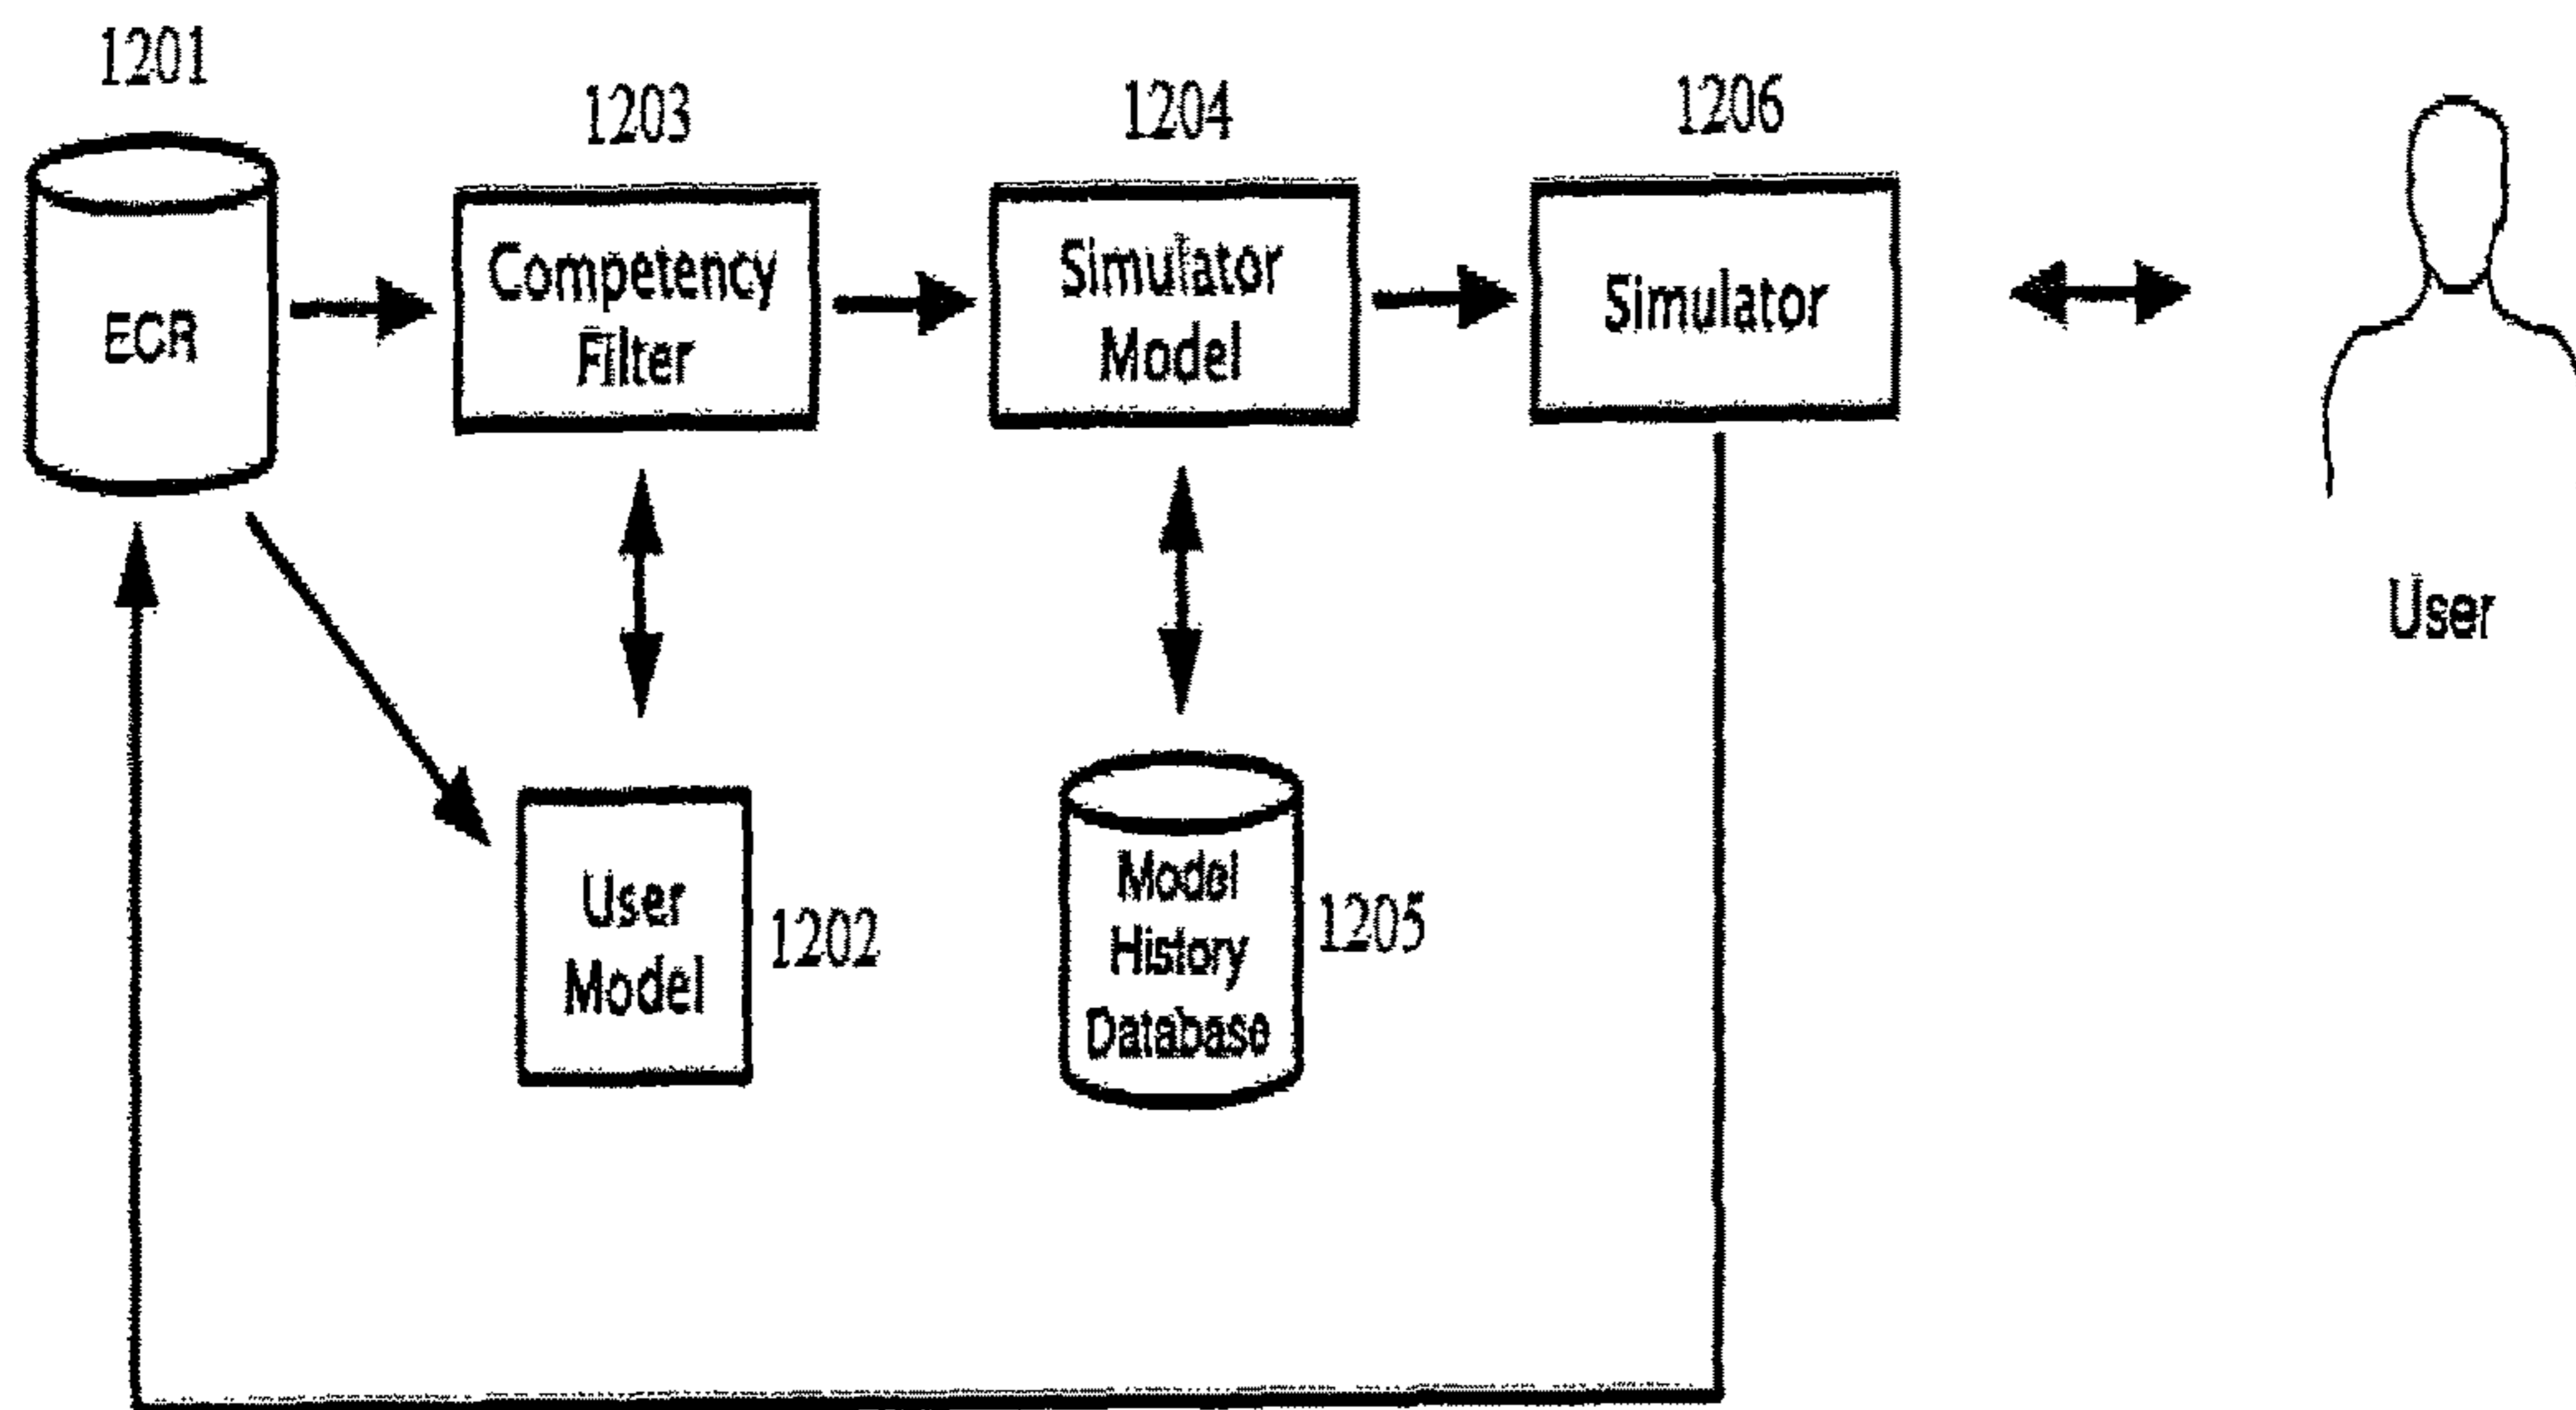 1201
1203
1204
1206
ECR
Competency
Filter
Simulator
Model
Simulator
User
User
Model
1202
Model
History
Database
1205